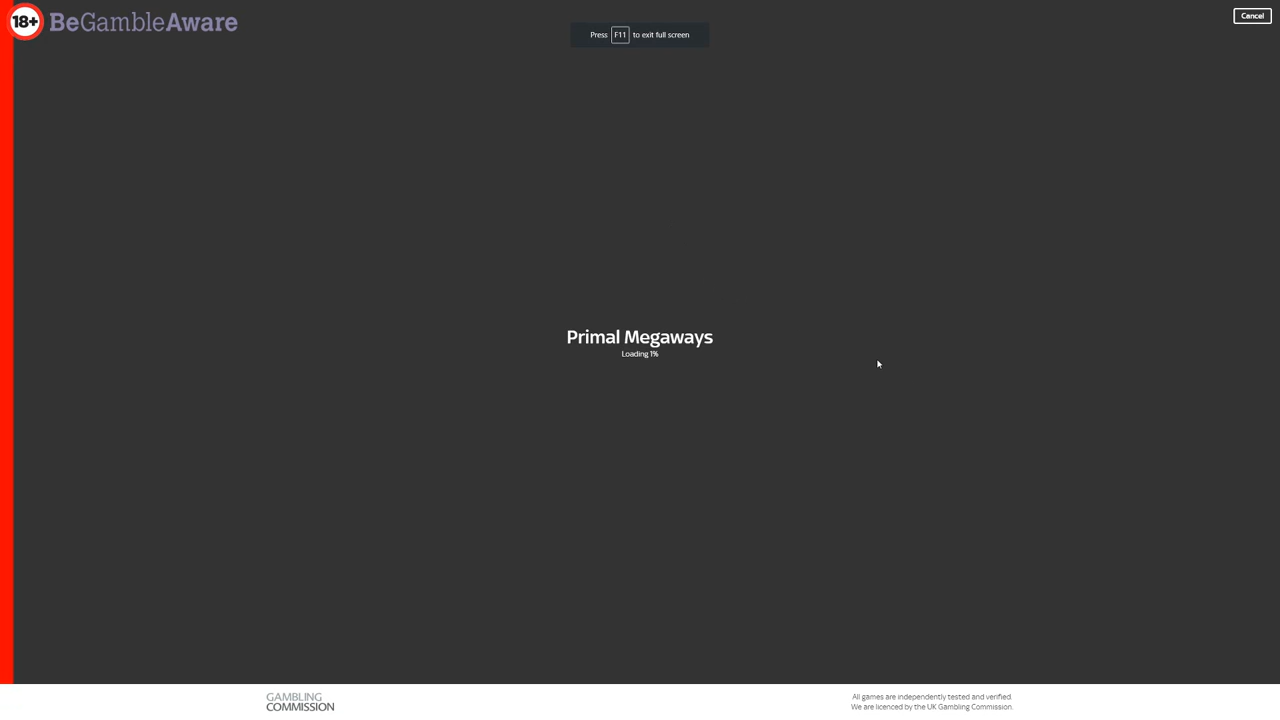 18+ BeGambleAware
Cancel
Press F11 to exit full screen
Primal Megaways
Loading 1%
GAMBLING
COMMISSION
All games are independently tested and verified.
We are licenced by the UK Gambling Commission.